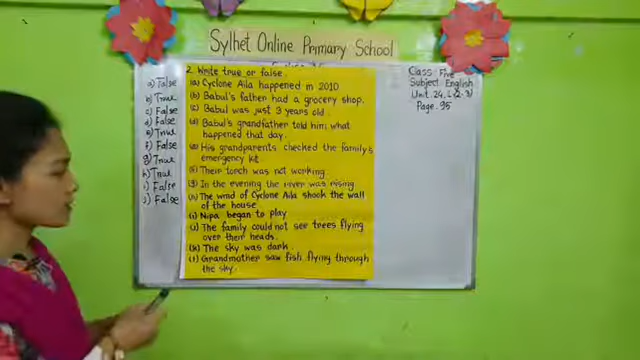 Sylhet Online Primary School
Class: Five
Subject: English
Page: 95
a) False
b) True
c) False
d) False
e) True
f) False
g) True
h) True
i) False
j) False
2. Write true or false.
(a) Cyclone Aila happened in 2010
(b) Babul's father had a grocery shop.
(c) Babul was just 3 years old.
(d) Babul's grandfather told him what
happened that day.
(e) His grandparents checked the family's
emergency kit.
(f) Their torch was not working
(g) In the evening the river was rising
(h) The wind of Cyclone Aila shook the wall
of the house
(i) Nipa began to play
(j) The family could not see trees flying
over their heads.
(k) The sky was dark.
(l) Grandmother saw fish flying through
the sky.